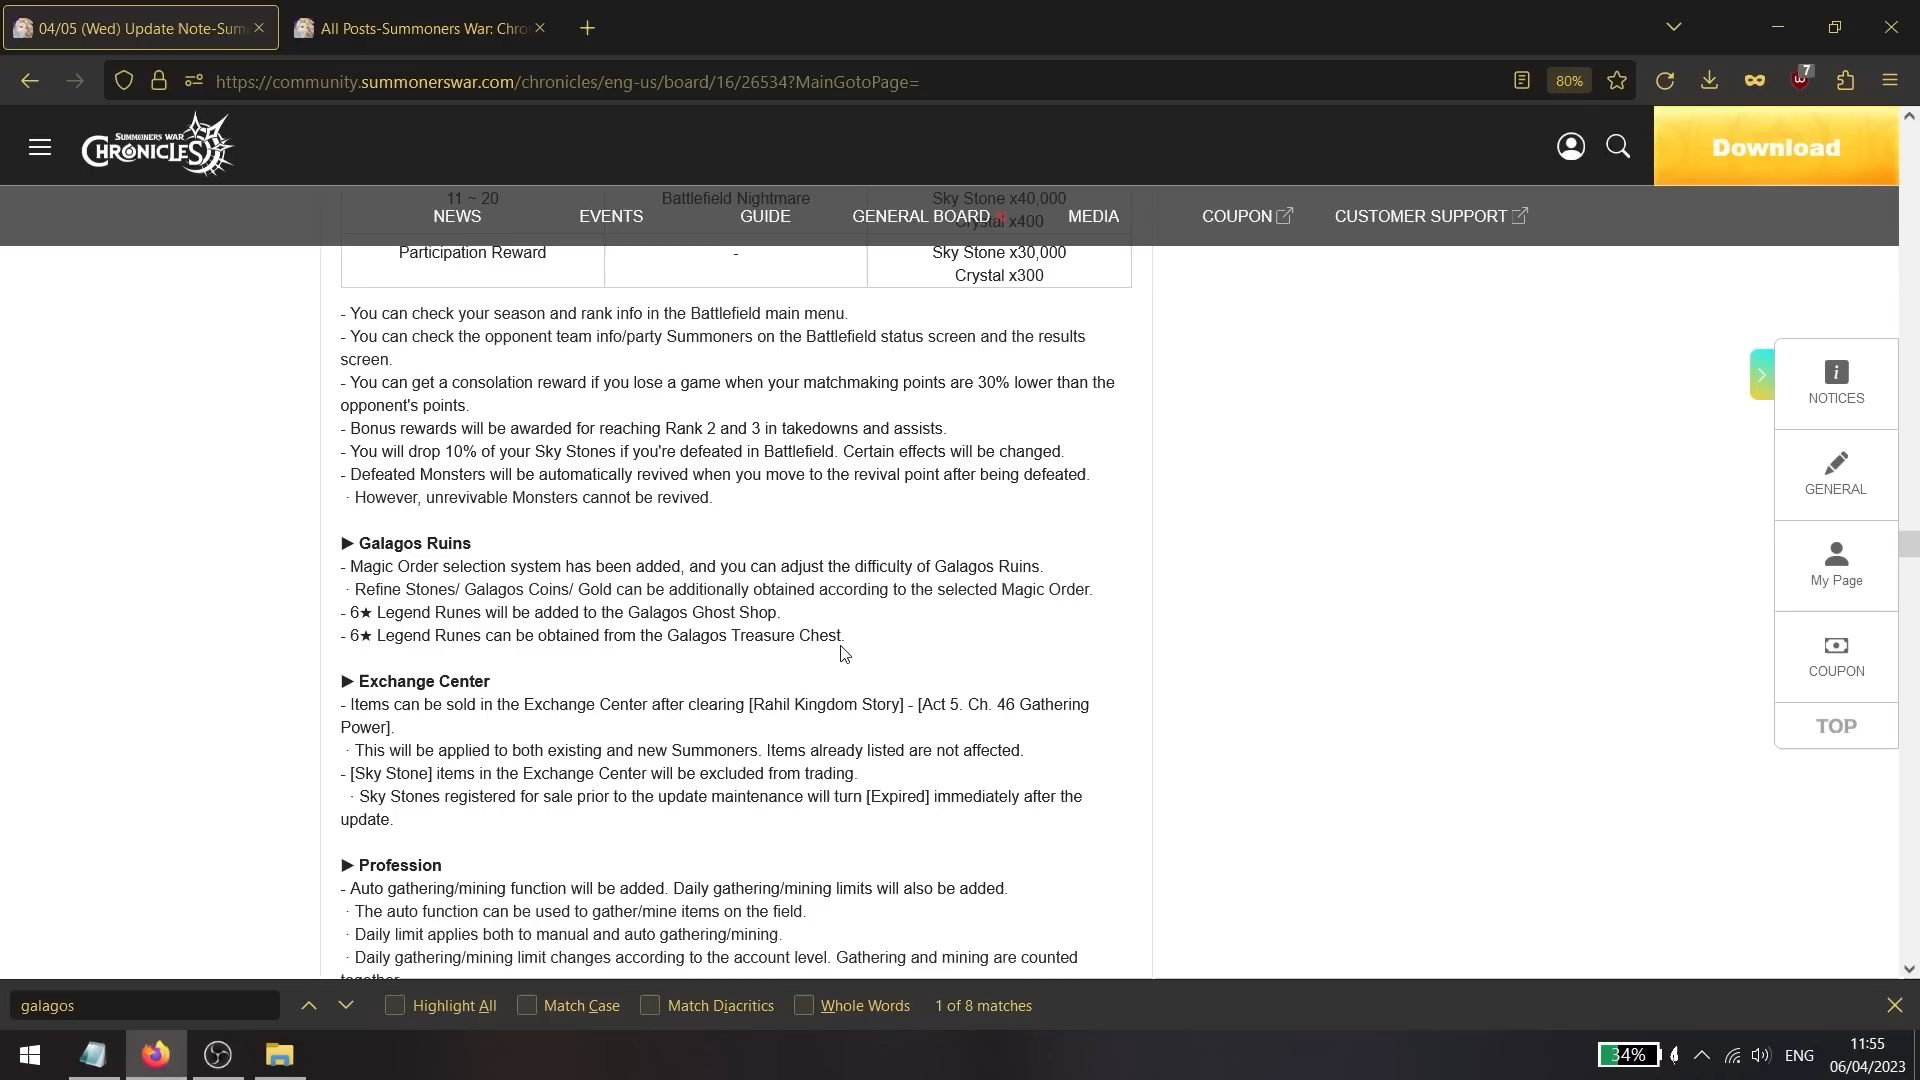 04/05 (Wed) Update Note-Sum
All Posts-Summoners War: Chro
https://community.summonerswar.com/chronicles/eng-us/board/16/26534?MainGotoPage=
80%
7
SUMMONERS WAR
CHRONICLES
Download
11 ~ 20
Battlefield Nightmare
Sky Stone x40,000
Crystal x400
NEWS
EVENTS
GUIDE
GENERAL BOARD N
MEDIA
COUPON
CUSTOMER SUPPORT
Participation Reward
-
Sky Stone x30,000
Crystal x300
- You can check your season and rank info in the Battlefield main menu.
- You can check the opponent team info/party Summoners on the Battlefield status screen and the results
screen.
- You can get a consolation reward if you lose a game when your matchmaking points are 30% lower than the
opponent's points.
- Bonus rewards will be awarded for reaching Rank 2 and 3 in takedowns and assists.
- You will drop 10% of your Sky Stones if you're defeated in Battlefield. Certain effects will be changed.
- Defeated Monsters will be automatically revived when you move to the revival point after being defeated.
· However, unrevivable Monsters cannot be revived.
► Galagos Ruins
- Magic Order selection system has been added, and you can adjust the difficulty of Galagos Ruins.
· Refine Stones/ Galagos Coins/ Gold can be additionally obtained according to the selected Magic Order.
- 6★ Legend Runes will be added to the Galagos Ghost Shop.
- 6★ Legend Runes can be obtained from the Galagos Treasure Chest.
► Exchange Center
- Items can be sold in the Exchange Center after clearing [Rahil Kingdom Story] - [Act 5. Ch. 46 Gathering
Power].
· This will be applied to both existing and new Summoners. Items already listed are not affected.
- [Sky Stone] items in the Exchange Center will be excluded from trading.
· Sky Stones registered for sale prior to the update maintenance will turn [Expired] immediately after the
update.
► Profession
- Auto gathering/mining function will be added. Daily gathering/mining limits will also be added.
· The auto function can be used to gather/mine items on the field.
· Daily limit applies both to manual and auto gathering/mining.
· Daily gathering/mining limit changes according to the account level. Gathering and mining are counted
together.
NOTICES
GENERAL
My Page
COUPON
TOP
galagos
Highlight All
Match Case
Match Diacritics
Whole Words
1 of 8 matches
34%
ENG
11:55
06/04/2023